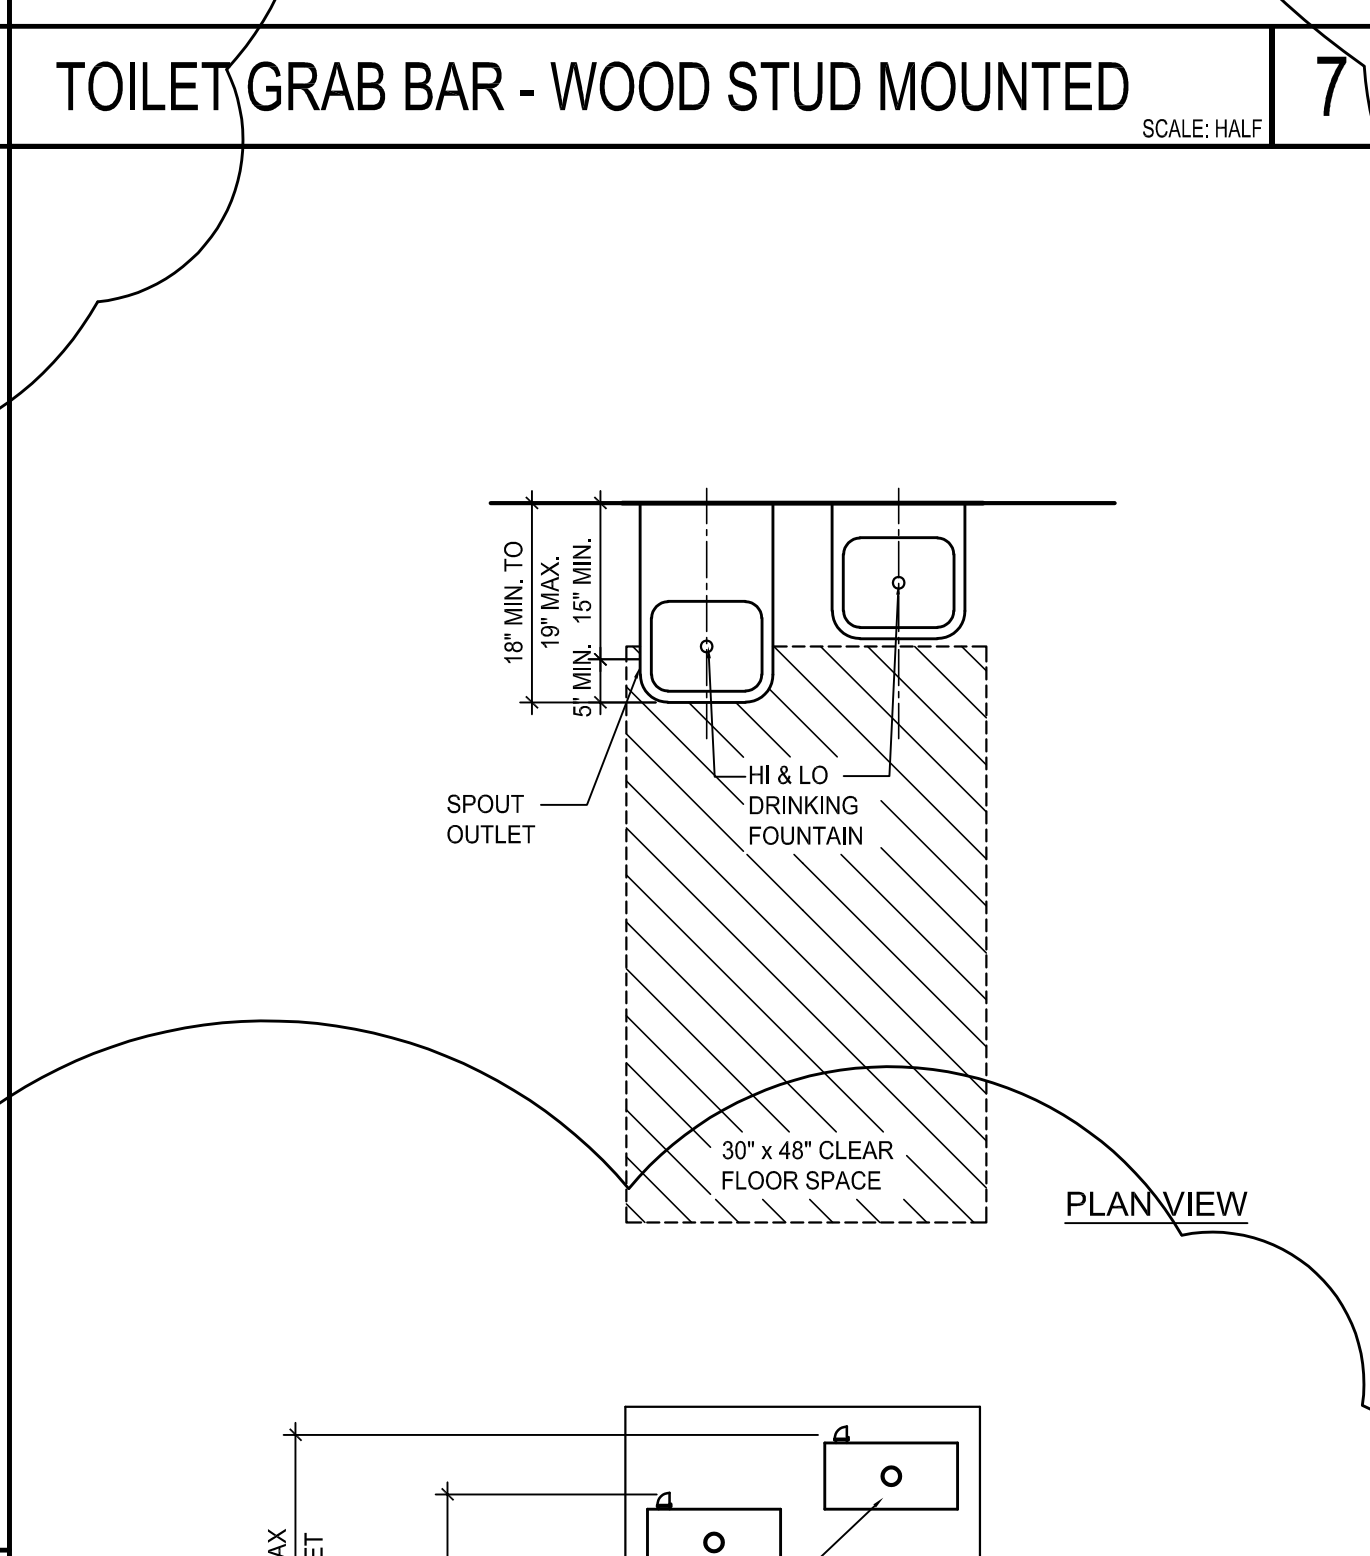 TOILET GRAB BAR - WOOD STUD MOUNTED
SCALE: HALF
7
18" MIN. TO
19" MAX.
15" MIN.
5" MIN.
SPOUT
OUTLET
HI & LO
DRINKING
FOUNTAIN
30" x 48" CLEAR
FLOOR SPACE
PLAN VIEW